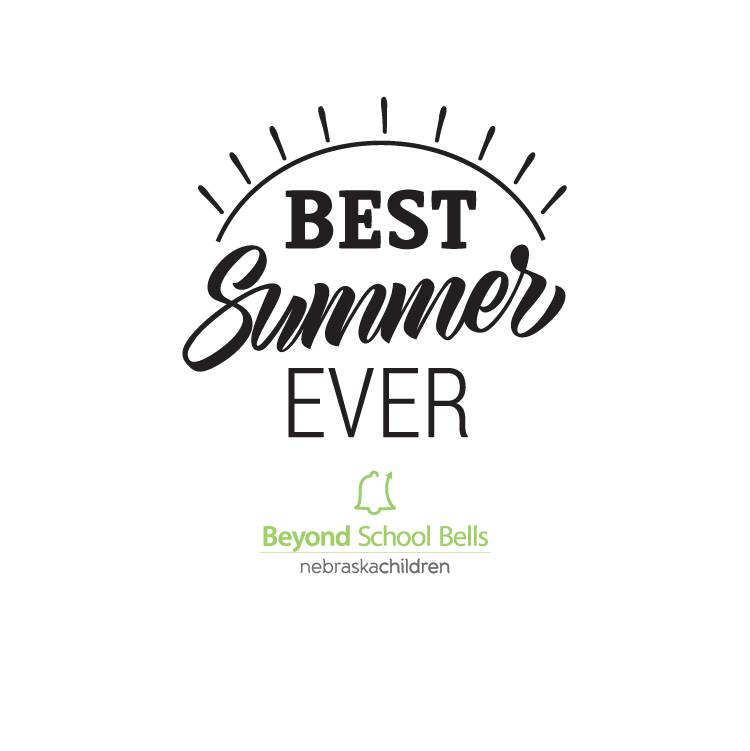 BEST
Summer
EVER
Beyond School Bells
nebraskachildren